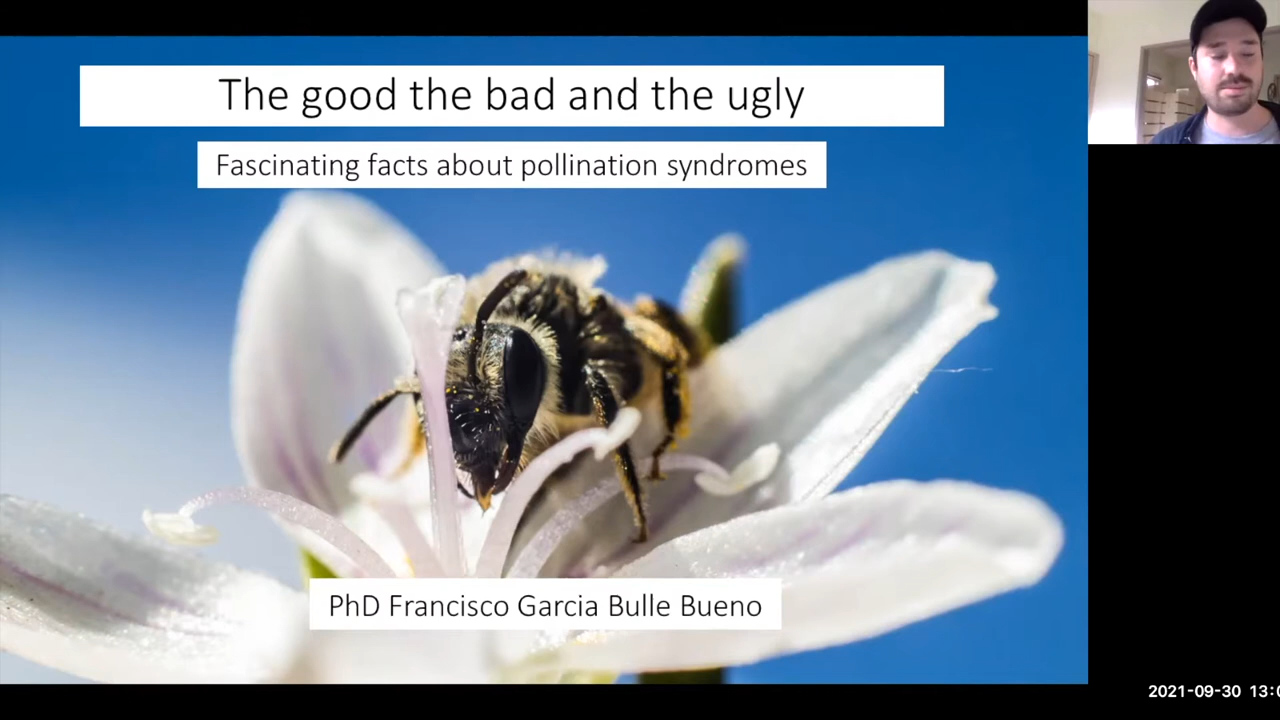 The good the bad and the ugly
Fascinating facts about pollination syndromes
PhD Francisco Garcia Bulle Bueno
2021-09-30 13:0